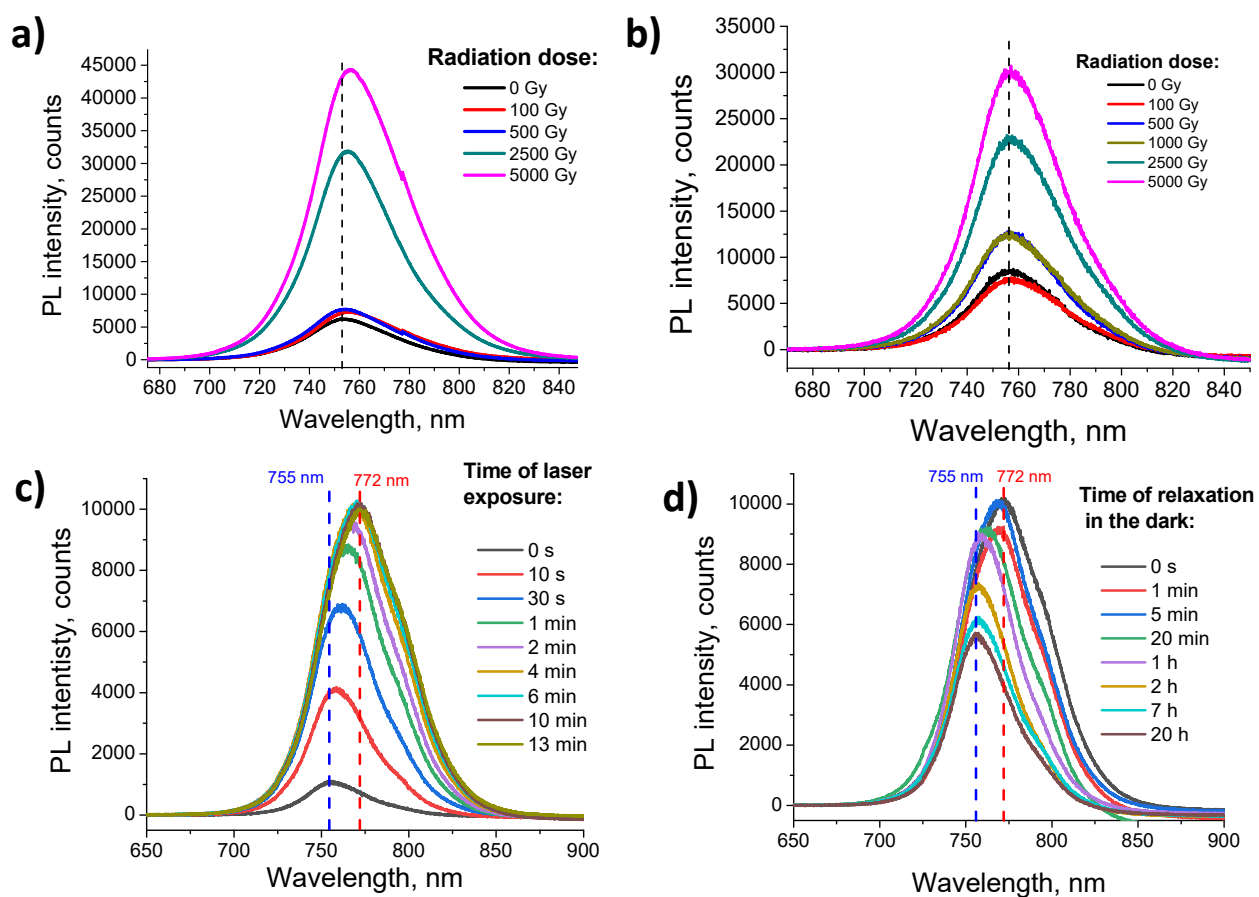 a)
Radiation dose:
0 Gy
100 Gy
500 Gy
2500 Gy
5000 Gy
PL intensity, counts
45000
40000
35000
30000
25000
20000
15000
10000
5000
0
680 700 720 740 760 780 800 820 840
Wavelength, nm
b)
Radiation dose:
0 Gy
100 Gy
500 Gy
1000 Gy
2500 Gy
5000 Gy
PL intensity, counts
35000
30000
25000
20000
15000
10000
5000
0
680 700 720 740 760 780 800 820 840
Wavelength, nm
c)
755 nm
772 nm
Time of laser
exposure:
0 s
10 s
30 s
1 min
2 min
4 min
6 min
10 min
13 min
PL intentisty, counts
10000
8000
6000
4000
2000
0
650 700 750 800 850 900
Wavelength, nm
d)
755 nm
772 nm
Time of relaxation
in the dark:
0 s
1 min
5 min
20 min
1 h
2 h
7 h
20 h
PL intensity, counts
10000
8000
6000
4000
2000
0
650 700 750 800 850 900
Wavelength, nm